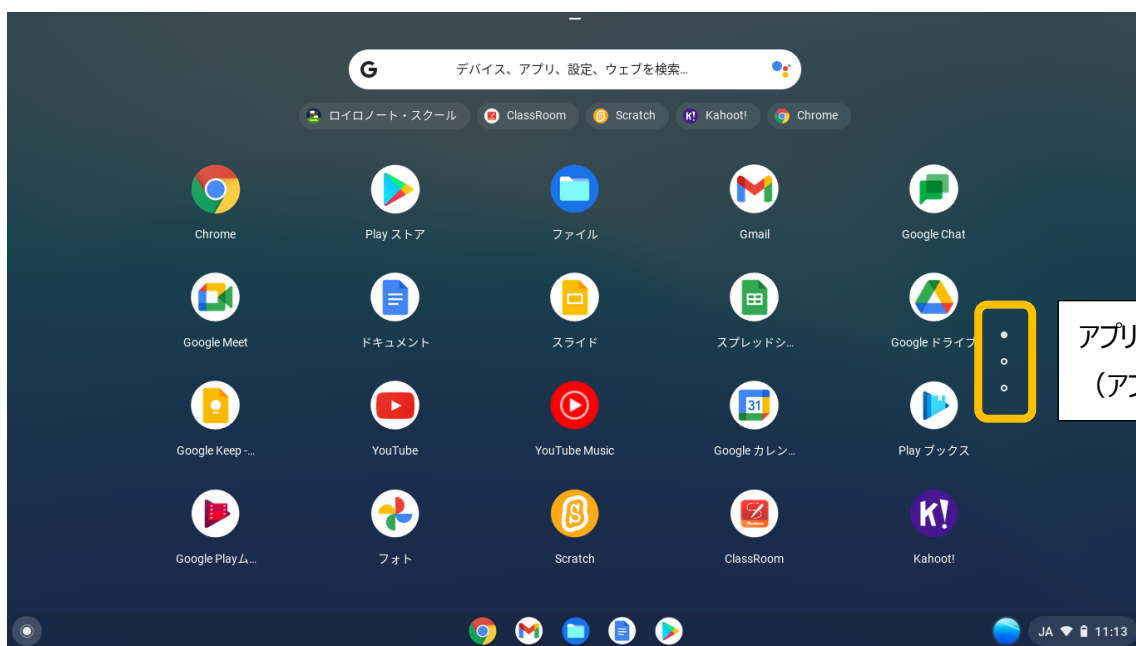 デバイス、アプリ、設定、ウェブを検索...
ロイロノート・スクール ClassRoom Scratch Kahoot! Chrome
Chrome Play ストア ファイル Gmail Google Chat
Google Meet ドキュメント スライド スプレッドシ... Google ドライブ
31
Google Keep -... YouTube YouTube Music Google カレン... Play ブックス
K!
Google Playム... フォト Scratch ClassRoom Kahoot!
アプリ
（ア
JA 11:13